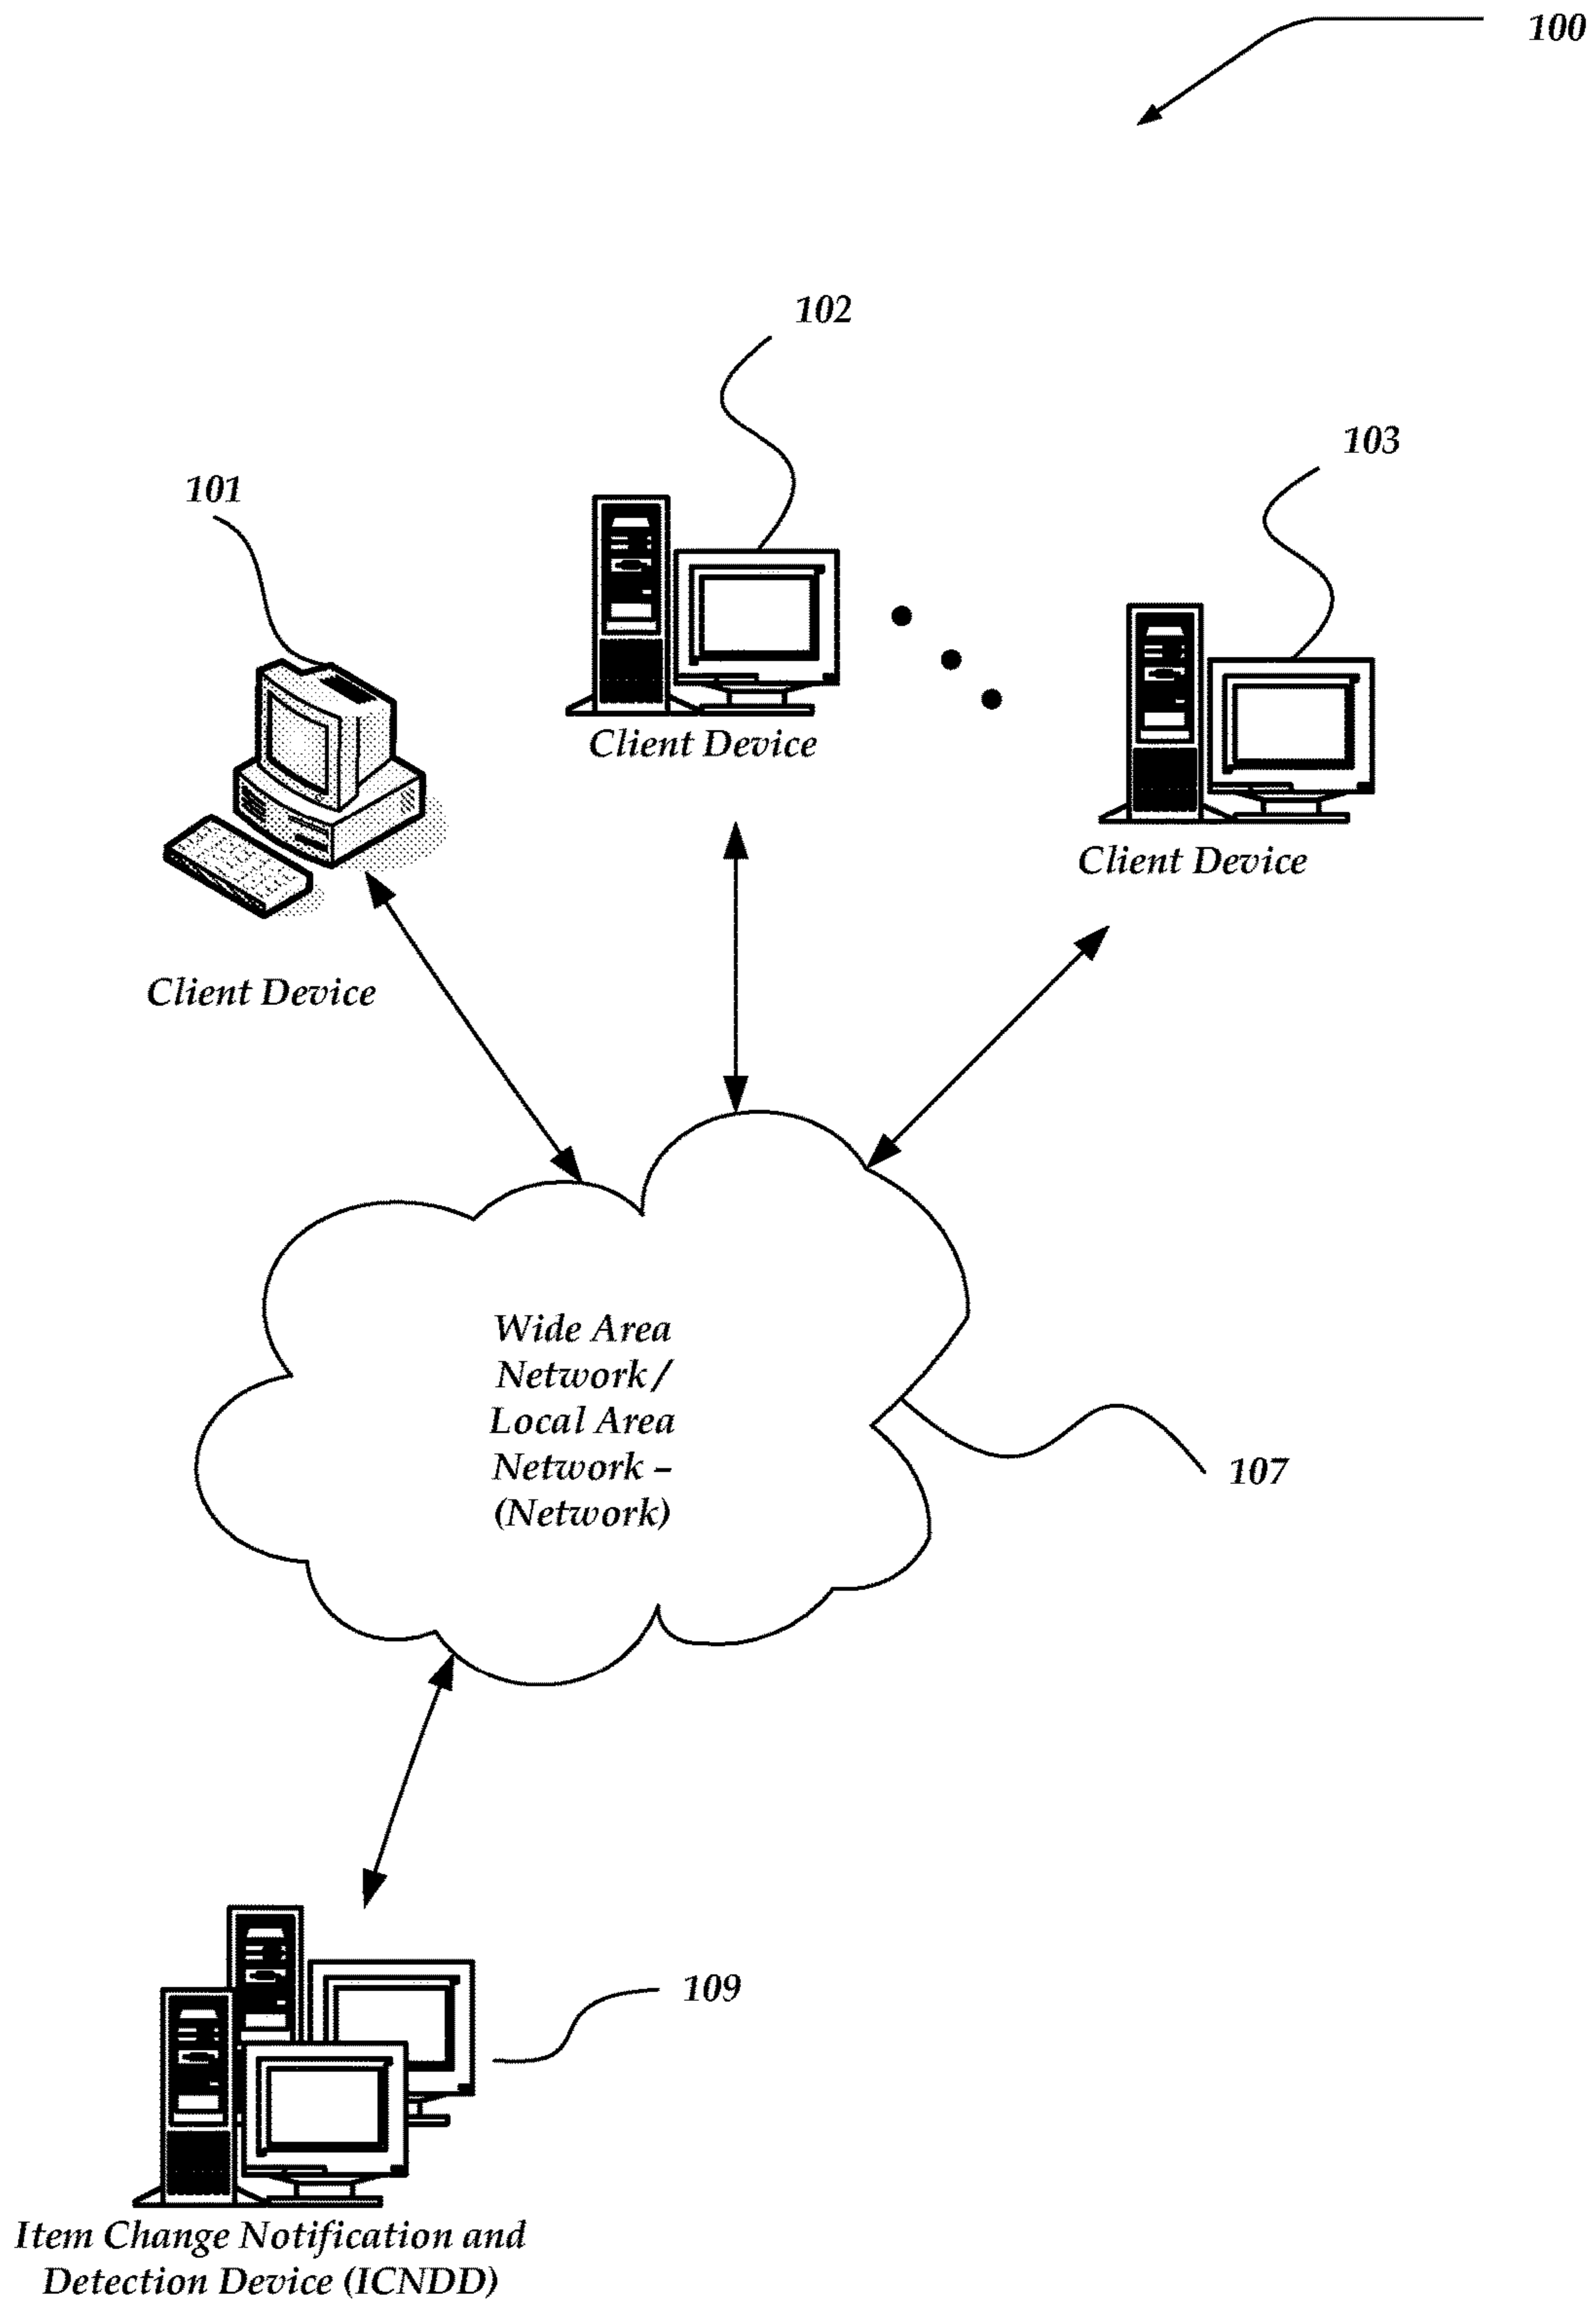 100
102
103
101
Client Device
Client Device
Client Device
Wide Area
Network /
Local Area
Network –
(Network)
107
109
Item Change Notification and
Detection Device (ICNDD)